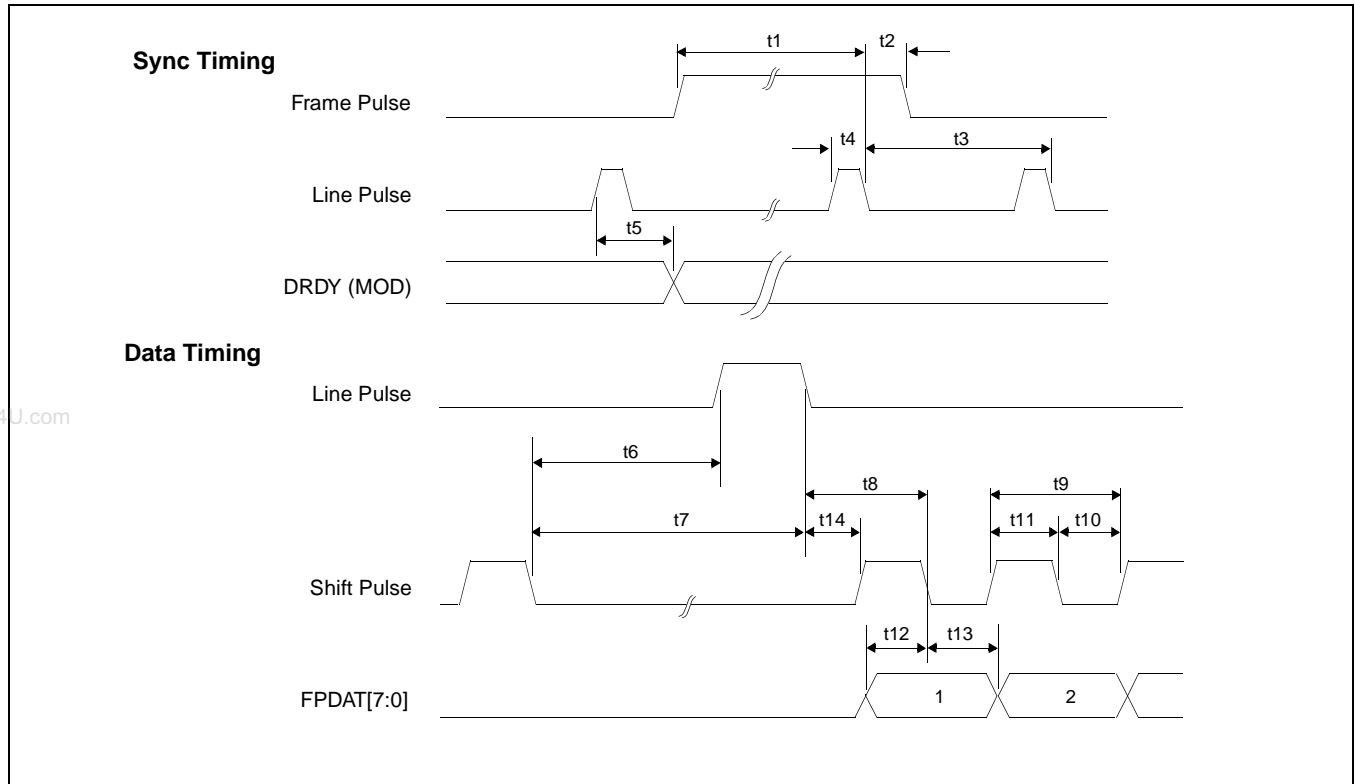 Sync Timing
t1
t2
Frame Pulse
t4
t3
Line Pulse
t5
DRDY (MOD)
Data Timing
Line Pulse
4U.com
t6
t8
t9
t7
t14
t11
t10
Shift Pulse
t12
t13
FPDAT[7:0]
1
2